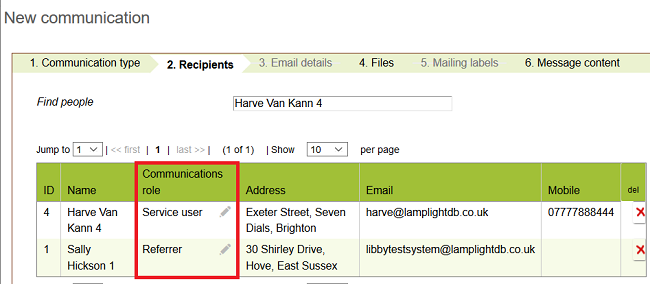 New communication
1. Communication type 2. Recipients 3. Email details 4. Files 5. Mailing labels 6. Message content
Find people Harve Van Kann 4
Jump to 1 | << first | 1 | last >> | (1 of 1) | Show 10 per page
Communications
ID Name role Address Email Mobile del
4 Harve Van Service user Exeter Street, Seven harve@lamplightdb.co.uk 07777888444 X
Kann 4 Dials, Brighton
1 Sally Referrer 30 Shirley Drive, libbytestsystem@lamplightdb.co.uk X
Hickson 1 Hove, East Sussex